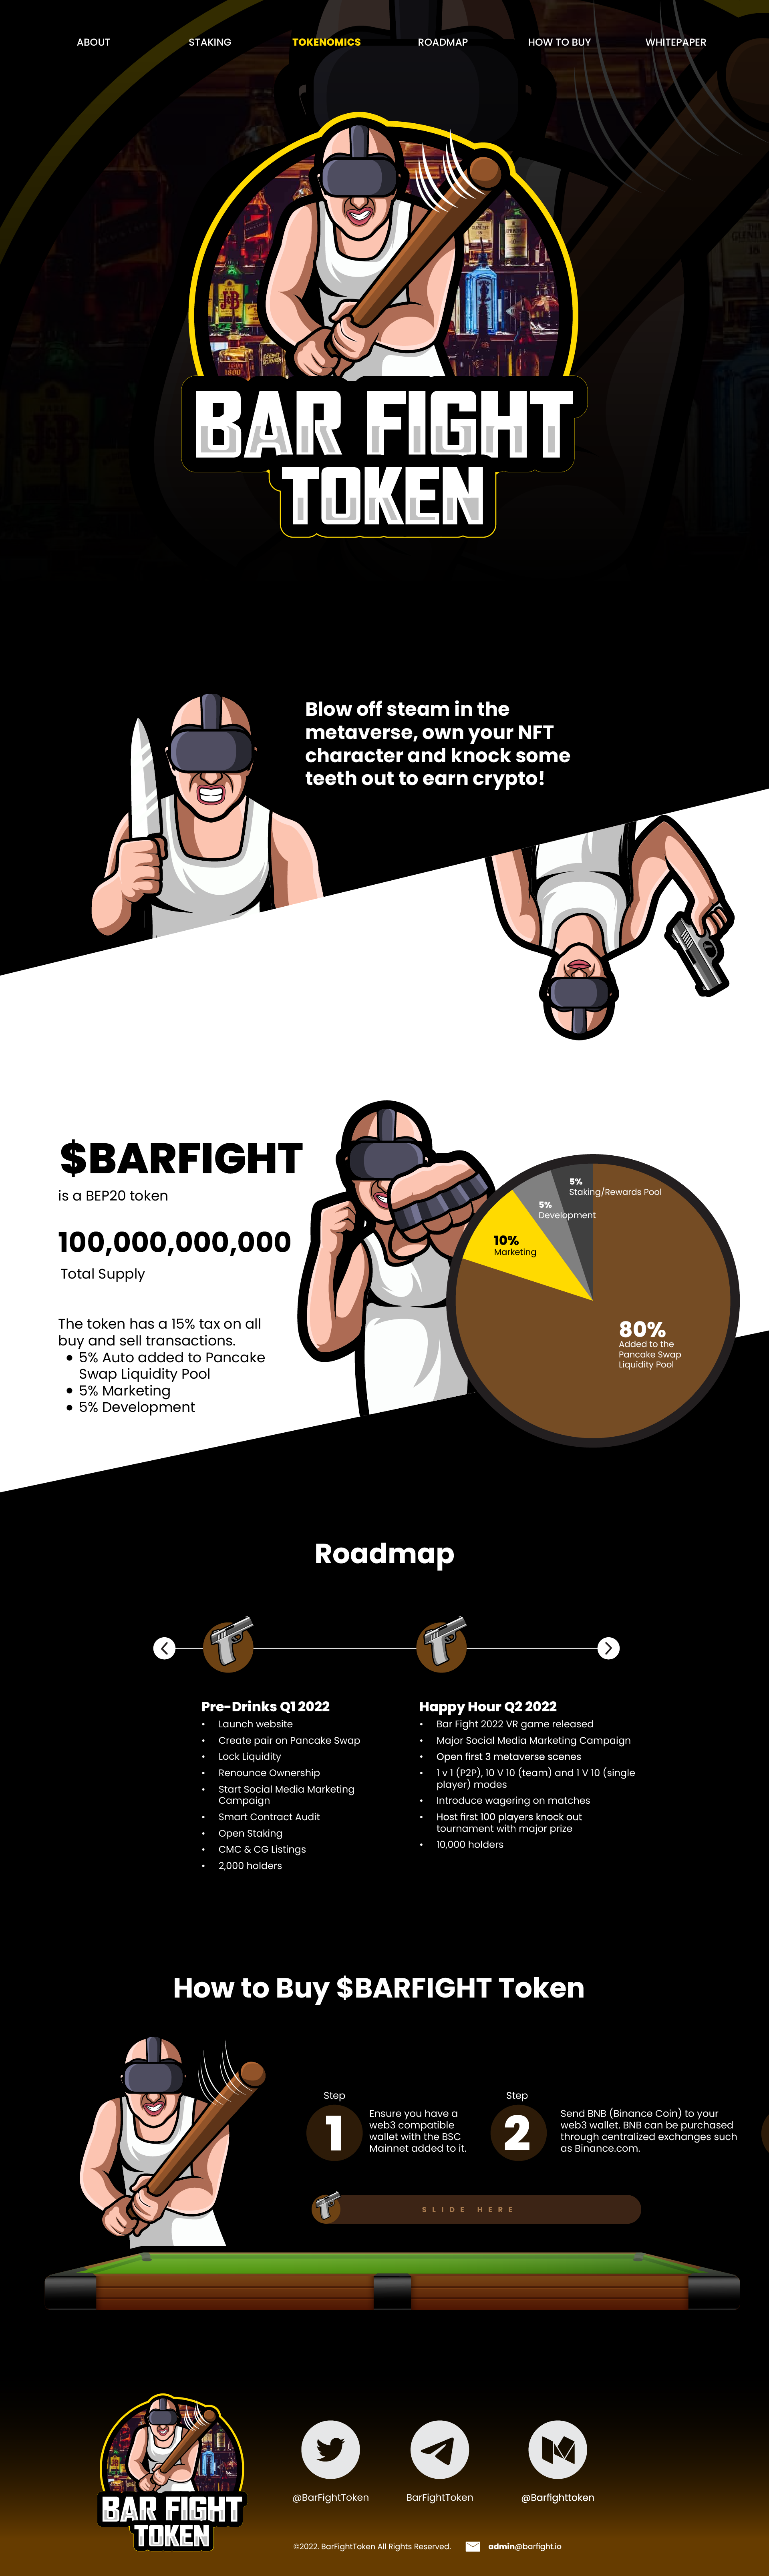 ABOUT
STAKING
TOKENOMICS
ROADMAP
HOW TO BUY
WHITEPAPER
BAR FIGHT
TOKEN
Blow off steam in the
metaverse, own your NFT
character and knock some
teeth out to earn crypto!
$BARFIGHT
is a BEP20 token
100,000,000,000
Total Supply
The token has a 15% tax on all
buy and sell transactions.
• 5% Auto added to Pancake
Swap Liquidity Pool
• 5% Marketing
• 5% Development
5%
Staking/Rewards Pool
5%
Development
10%
Marketing
80%
Added to the
Pancake Swap
Liquidity Pool
Roadmap
Pre-Drinks Q1 2022
• Launch website
• Create pair on Pancake Swap
• Lock Liquidity
• Renounce Ownership
• Start Social Media Marketing
Campaign
• Smart Contract Audit
• Open Staking
• CMC & CG Listings
• 2,000 holders
Happy Hour Q2 2022
• Bar Fight 2022 VR game released
• Major Social Media Marketing Campaign
• Open first 3 metaverse scenes
• 1 v 1 (P2P), 10 V 10 (team) and 1 V 10 (single
player) modes
• Introduce wagering on matches
• Host first 100 players knock out
tournament with major prize
• 10,000 holders
How to Buy $BARFIGHT Token
Step
1
Ensure you have a
web3 compatible
wallet with the BSC
Mainnet added to it.
Step
2
Send BNB (Binance Coin) to your
web3 wallet. BNB can be purchased
through centralized exchanges such
as Binance.com.
SLIDE HERE
BAR FIGHT
TOKEN
@BarFightToken
BarFightToken
@Barfighttoken
©2022. BarFightToken All Rights Reserved.
admin@barfight.io